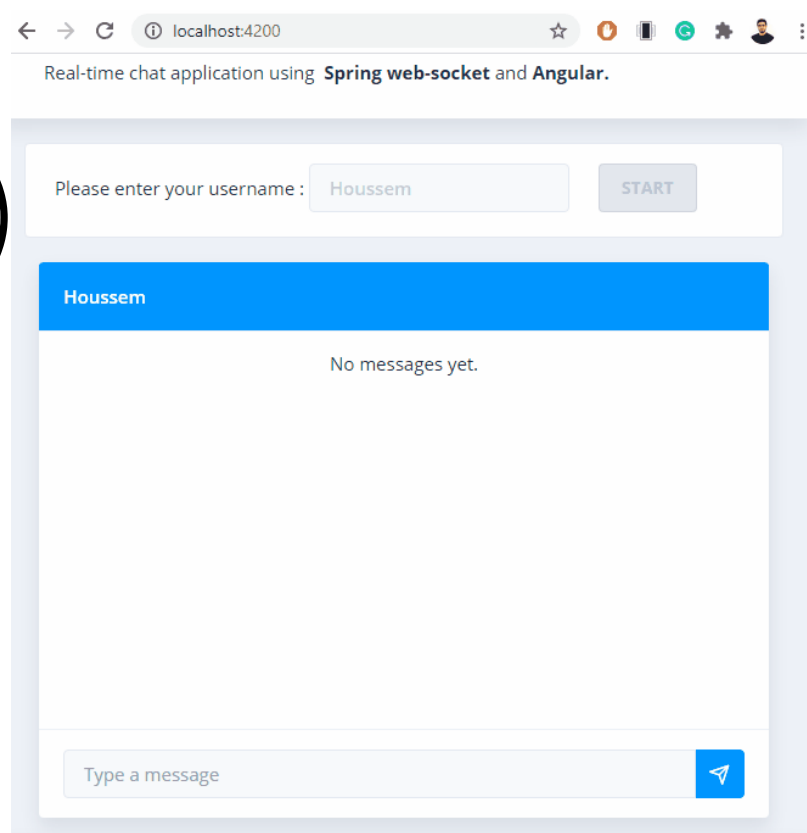 localhost:4200
Real-time chat application using Spring web-socket and Angular.
Please enter your username : Houssem START
Houssem
No messages yet.
Type a message